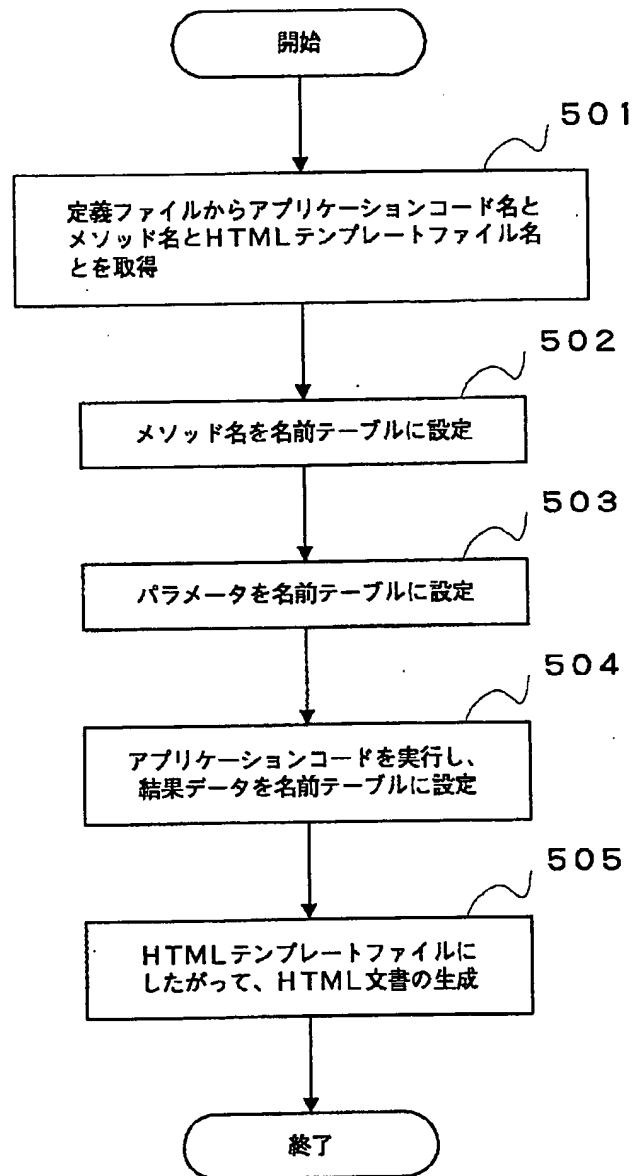 開始
501
定義ファイルからアプリケーションコード名と
メソッド名とHTMLテンプレートファイル名
とを取得
502
メソッド名を名前テーブルに設定
503
パラメータを名前テーブルに設定
504
アプリケーションコードを実行し、
結果データを名前テーブルに設定
505
HTMLテンプレートファイルに
したがって、HTML文書の生成
終了